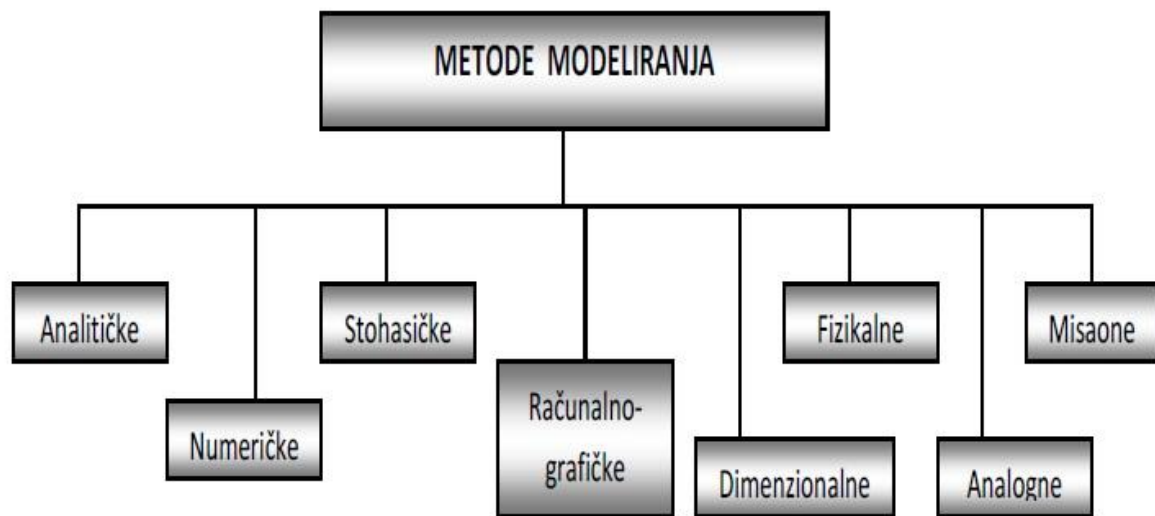 METODE MODELIRANJA
Analitičke
Numeričke
Stohasičke
Računalno-
grafičke
Dimenzionalne
Fizikalne
Analogne
Misaone